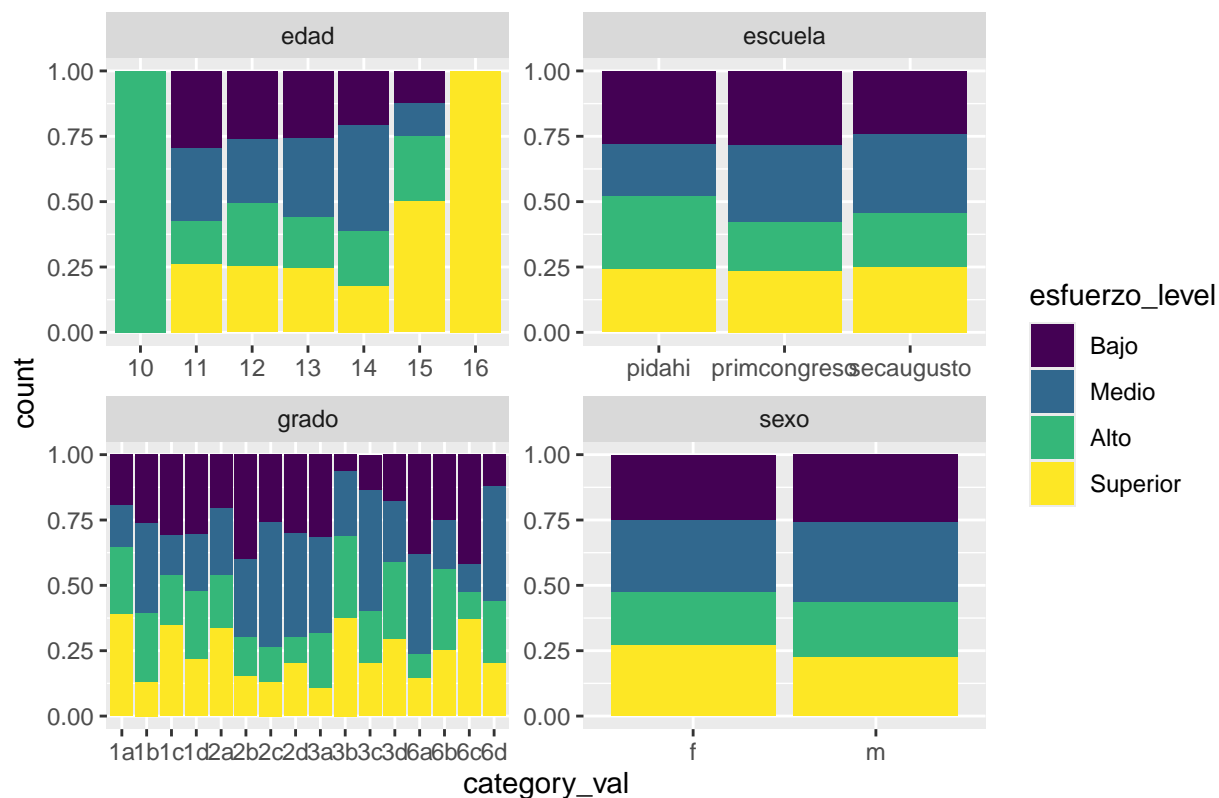 edad
escuela
1.00
0.75
0.50
0.25
0.00
10 11 12 13 14 15 16
1.00
0.75
0.50
0.25
0.00
pidahi primcongreso secaugusto
grado
sexo
1.00
0.75
0.50
0.25
0.00
1a 1b 1c 1d 2a 2b 2c 2d 3a 3b 3c 3d 6a 6b 6c 6d
1.00
0.75
0.50
0.25
0.00
f m
count
category_val
esfuerzo_level
Bajo
Medio
Alto
Superior